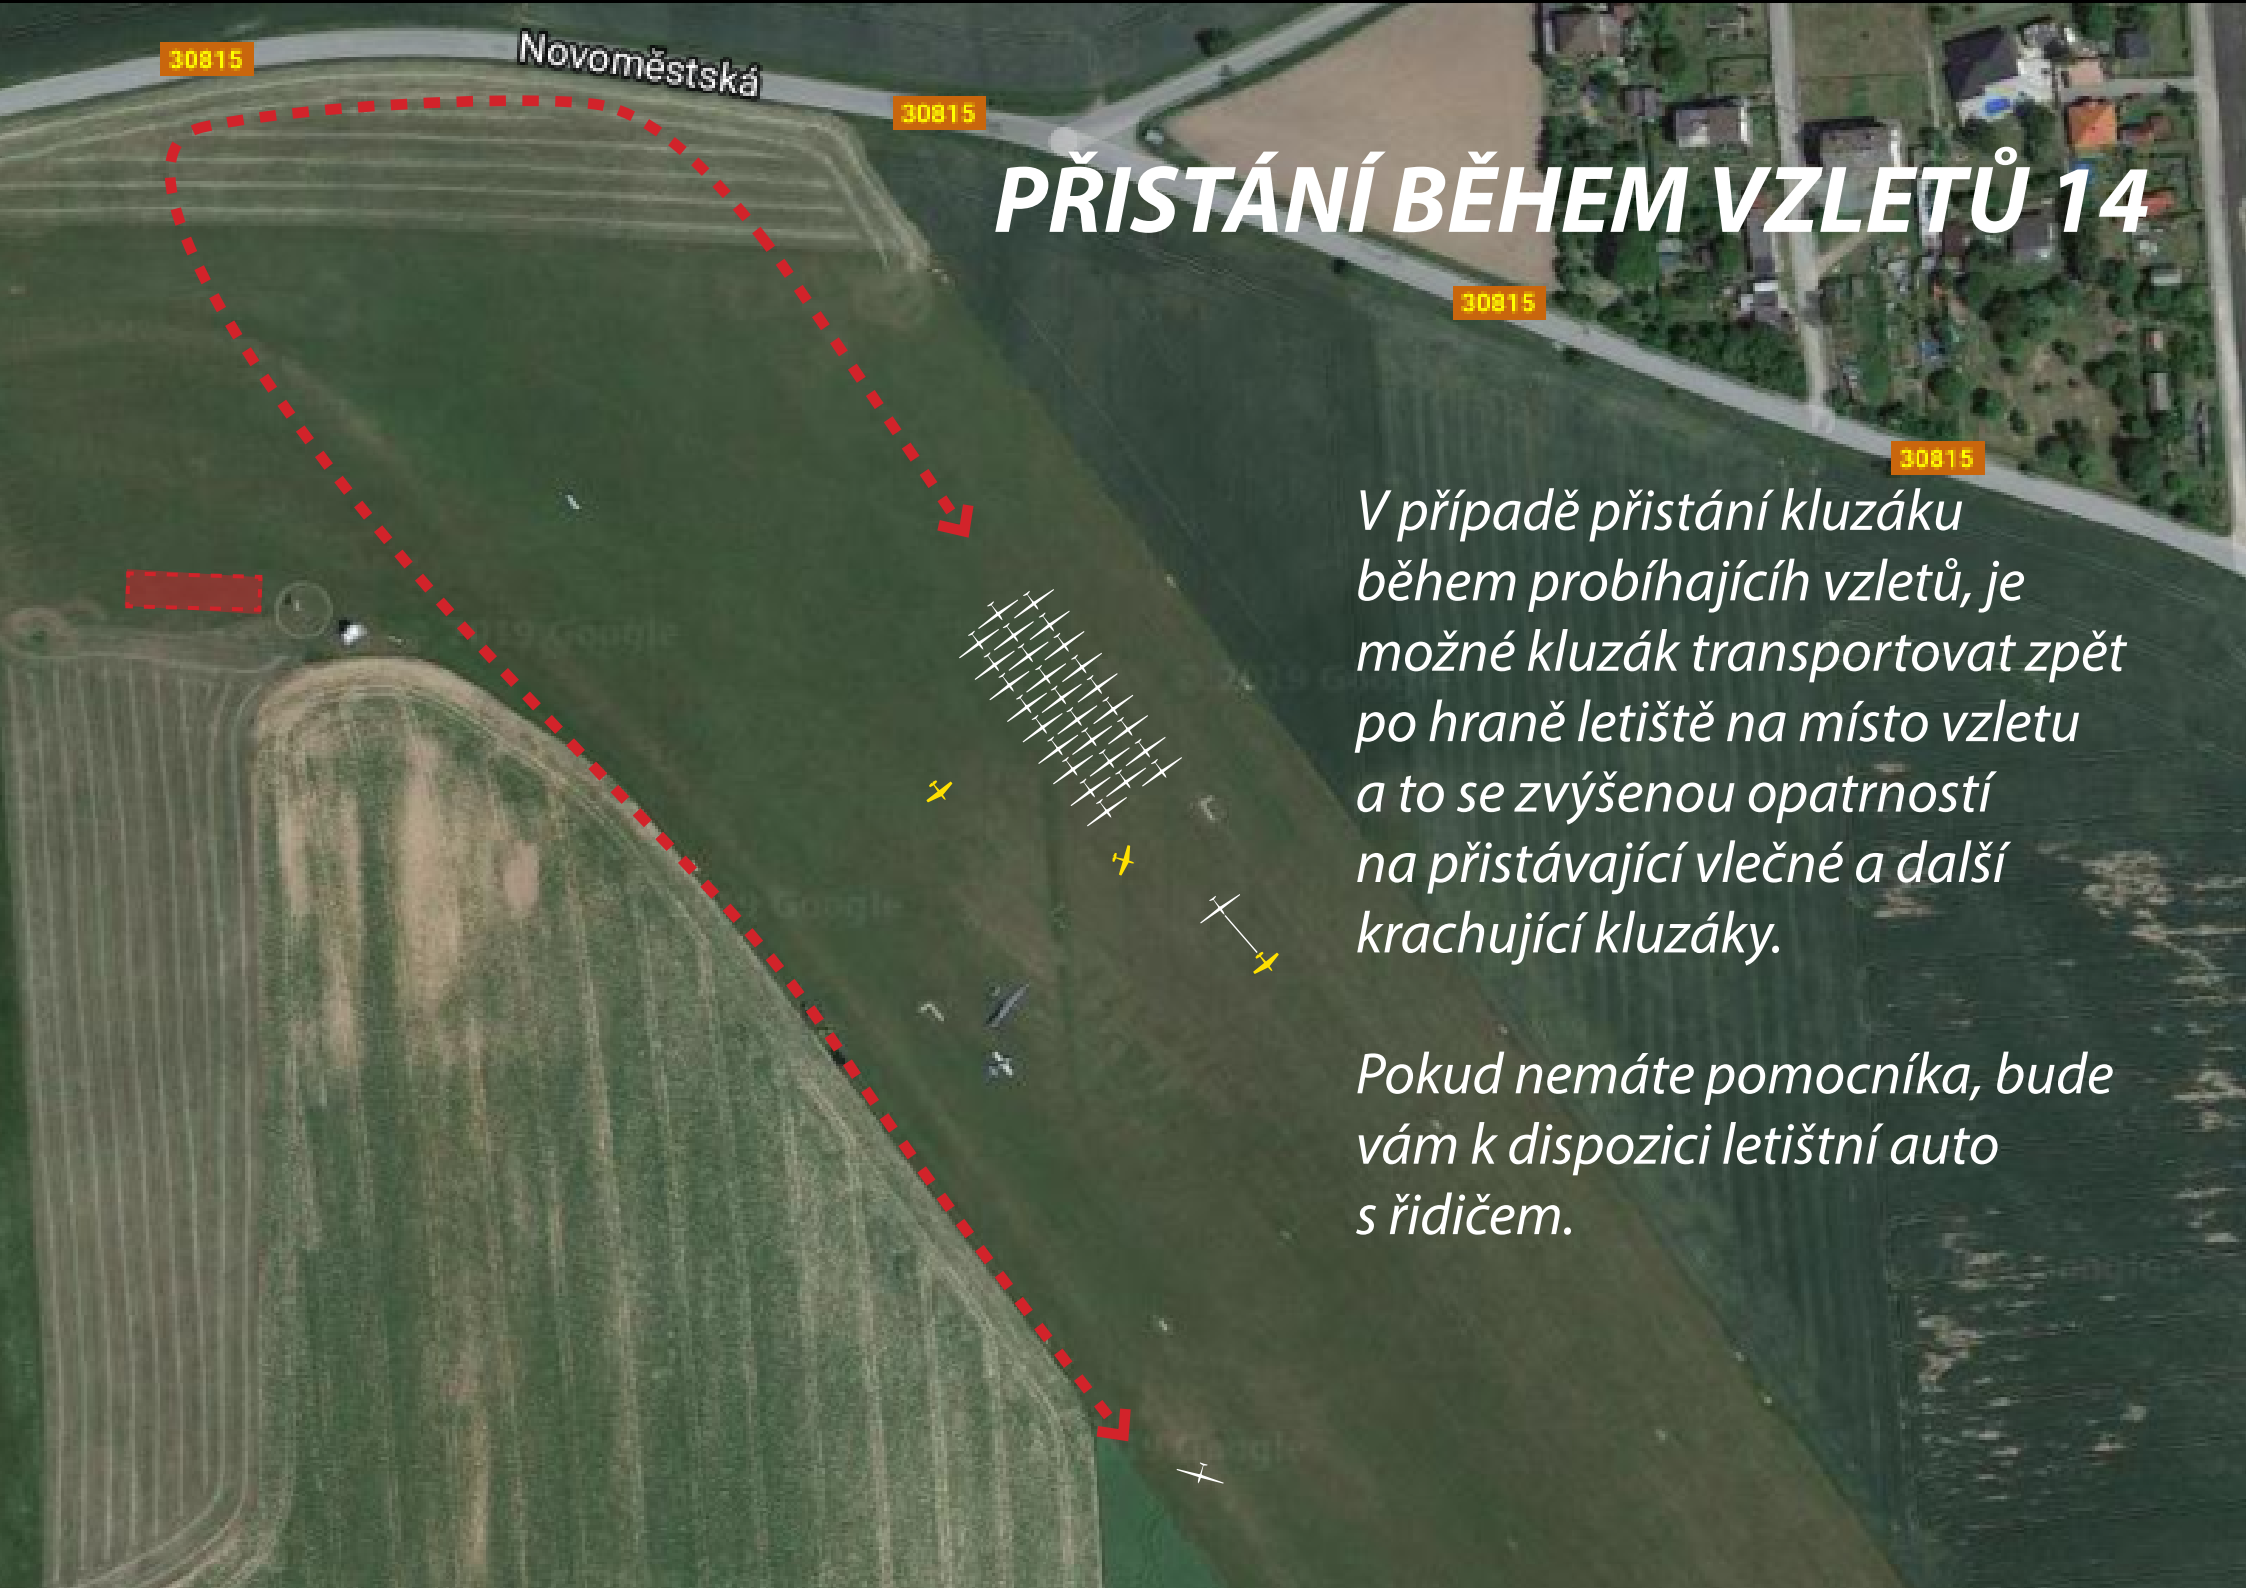 30815
Novoměstská
30815
PŘISTÁNÍ BĚHEM VZLETŮ 14
30815
30815
V případě přistání kluzáku
během probíhajícíh vzletů, je
možné kluzák transportovat zpět
po hraně letiště na místo vzletu
a to se zvýšenou opatrností
na přistávající vlečné a další
krachující kluzáky.
Pokud nemáte pomocníka, bude
vám k dispozici letištní auto
s řidičem.